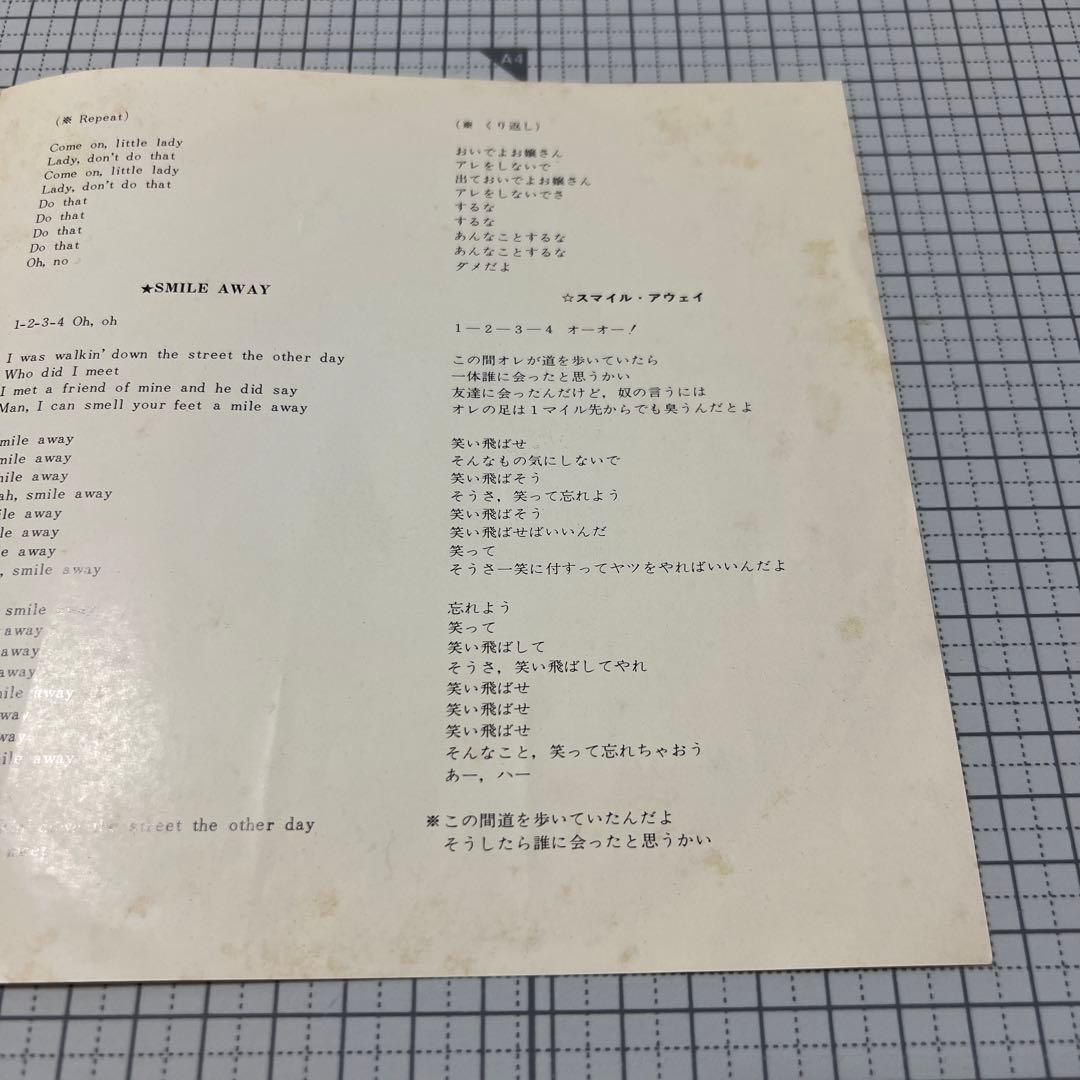 A4
(※ Repeat)
Come on, little lady
Lady, don't do that
Come on, little lady
Lady, don't do that
Do that
Do that
Do that
Do that
Oh, no
★SMILE AWAY
1-2-3-4 Oh, oh
I was walkin' down the street the other day
Who did I meet
I met a friend of mine and he did say
Man, I can smell your feet a mile away
mile away
mile away
mile away
ah, smile away
ile away
le away
e away
, smile away
smile away
away
away
away
ile away
wa
wa
ile away
down the street the other day
meet
(※ くり返し)
おいでよお嬢さん
アレをしないで
出ておいでよお嬢さん
アレをしないでさ
するな
するな
あんなことするな
あんなことするな
ダメだよ
☆スマイル・アウェイ
1－2－3－4 オーオー!
この間オレが道を歩いていたら
一体誰に会ったと思うかい
友達に会ったんだけど，奴の言うには
オレの足は1マイル先からでも臭うんだとよ
笑い飛ばせ
そんなもの気にしないで
笑い飛ばそう
そうさ，笑って忘れよう
笑い飛ばそう
笑い飛ばせばいいんだ
笑って
そうさ一笑に付すってヤツをやればいいんだよ
忘れよう
笑って
笑い飛ばして
そうさ，笑い飛ばしてやれ
笑い飛ばせ
笑い飛ばせ
笑い飛ばせ
そんなこと，笑って忘れちゃおう
あー，ハー
※この間道を歩いていたんだよ
そうしたら誰に会ったと思うかい